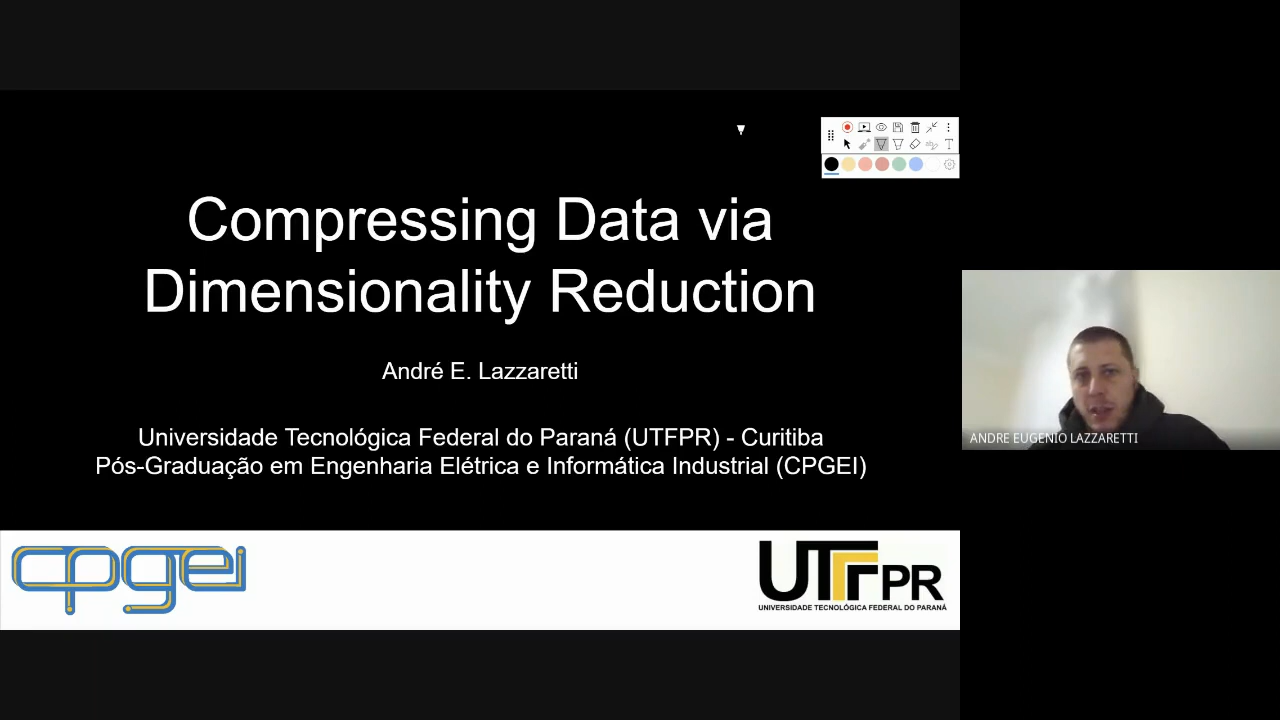 Compressing Data via
Dimensionality Reduction
André E. Lazzaretti
Universidade Tecnológica Federal do Paraná (UTFPR) - Curitiba
Pós-Graduação em Engenharia Elétrica e Informática Industrial (CPGEI)
ANDRE EUGENIO LAZZARETTI
cpgei
UTFPR
UNIVERSIDADE TECNOLÓGICA FEDERAL DO PARANÁ